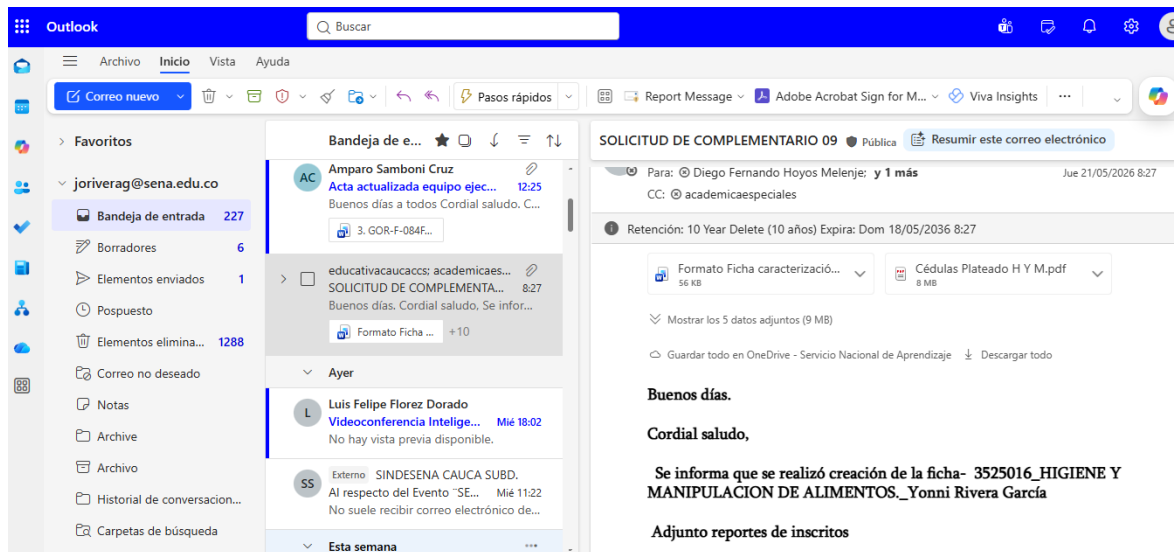 Outlook
Buscar
Archivo Inicio Vista Ayuda
Correo nuevo
Pasos rápidos
Report Message
Adobe Acrobat Sign for M...
Viva Insights
Favoritos
joriverag@sena.edu.co
Bandeja de entrada 227
Borradores 6
Elementos enviados 1
Pospuesto
Elementos elimina... 1288
Correo no deseado
Notas
Archive
Archivo
Historial de conversacion...
Carpetas de búsqueda
Bandeja de e...
AC
Amparo Samboni Cruz
Acta actualizada equipo ejec... 12:25
Buenos días a todos Cordial saludo. C...
3. GOR-F-084F...
educativacaucaccs; academicaes...
SOLICITUD DE COMPLEMENTA... 8:27
Buenos días. Cordial saludo, Se infor...
Formato Ficha ... +10
Ayer
L
Luis Felipe Florez Dorado
Videoconferencia Intelige... Mié 18:02
No hay vista previa disponible.
SS
Externo SINDESENA CAUCA SUBD.
Al respecto del Evento ¨SE... Mié 11:22
No suele recibir correo electrónico de...
Esta semana
SOLICITUD DE COMPLEMENTARIO 09 Pública Resumir este correo electrónico
Para: Diego Fernando Hoyos Melenje; y 1 más Jue 21/05/2026 8:27
CC: academicaespeciales
Retención: 10 Year Delete (10 años) Expira: Dom 18/05/2036 8:27
Formato Ficha caracterizació...
56 KB
Cédulas Plateado H Y M.pdf
8 MB
Mostrar los 5 datos adjuntos (9 MB)
Guardar todo en OneDrive - Servicio Nacional de Aprendizaje Descargar todo
Buenos días.
Cordial saludo,
Se informa que se realizó creación de la ficha- 3525016_HIGIENE Y
MANIPULACION DE ALIMENTOS._Yonni Rivera García
Adjunto reportes de inscritos